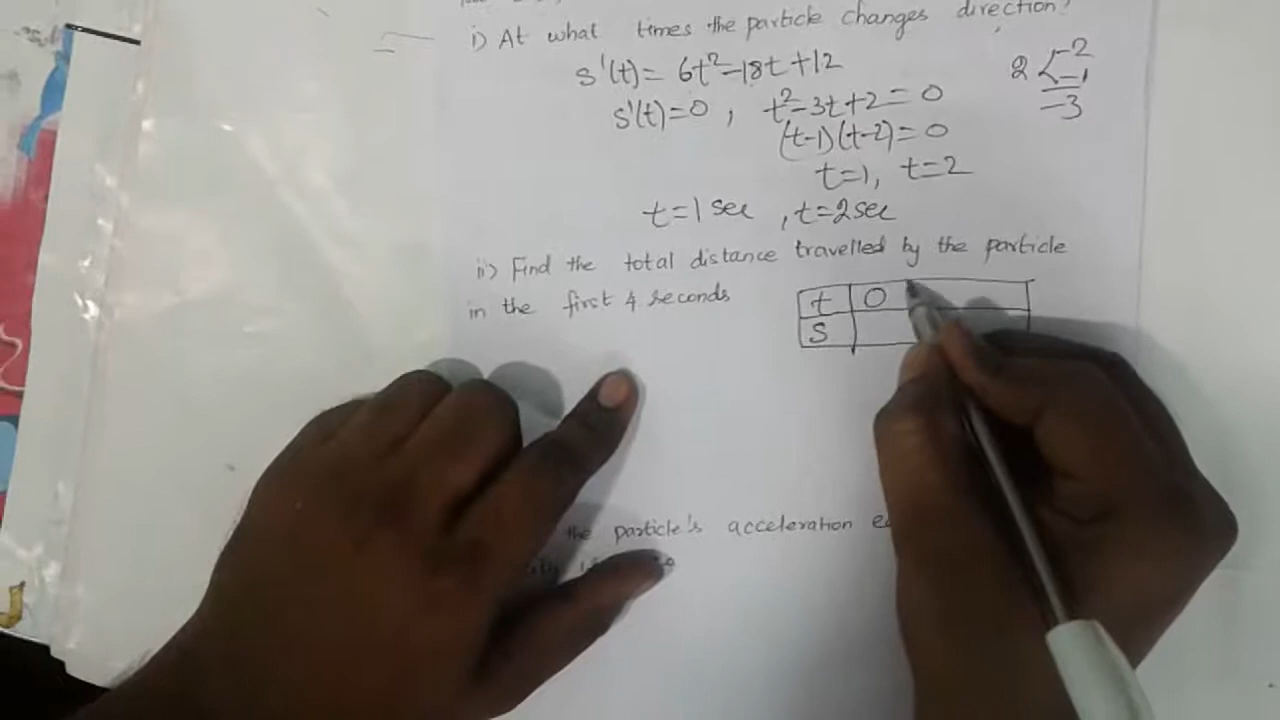 i) At what times the particle changes direction?
s'(t) = 6t²-18t+12
2 < -2
-1
-3
s'(t)=0 , t²-3t+2=0
(t-1)(t-2)=0
t=1, t=2
t=1 sec , t=2sec
ii) Find the total distance travelled by the particle
in the first 4 seconds
t 0
S
the particle's acceleration